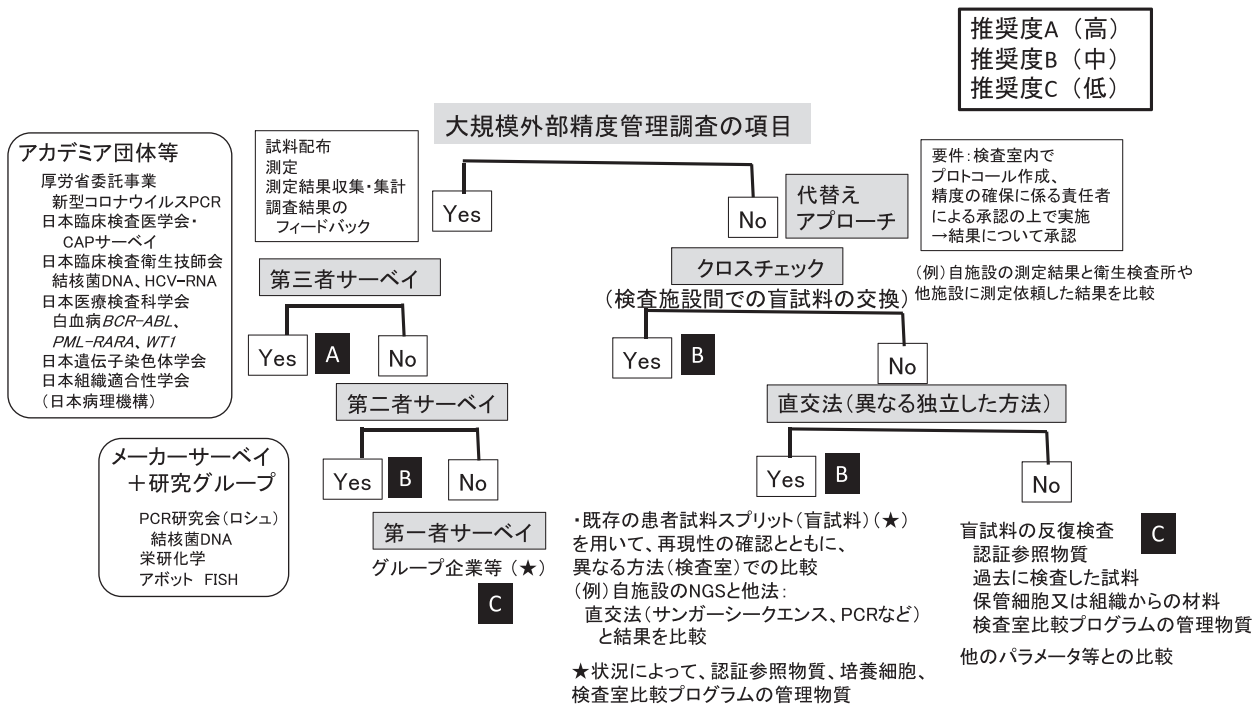 推奨度A（高）
推奨度B（中）
推奨度C（低）
大規模外部精度管理調査の項目
アカデミア団体等
厚労省委託事業
新型コロナウイルスPCR
日本臨床検査医学会・
CAPサーベイ
日本臨床検査衛生技師会
結核菌DNA、HCV-RNA
日本医療検査科学会
白血病BCR-ABL、
PML-RARA、WT1
日本遺伝子染色体学会
日本組織適合性学会
（日本病理機構）
試料配布
測定
測定結果収集・集計
調査結果の
フィードバック
Yes
No
代替え
アプローチ
要件：検査室内で
プロトコール作成、
精度の確保に係る責任者
による承認の上で実施
→結果について承認
第三者サーベイ
クロスチェック
（検査施設間での盲試料の交換）
（例）自施設の測定結果と衛生検査所や
他施設に測定依頼した結果を比較
Yes
A
No
Yes
B
No
第二者サーベイ
直交法（異なる独立した方法）
メーカーサーベイ
＋研究グループ
PCR研究会（ロシュ）
結核菌DNA
栄研化学
アボット FISH
Yes
B
No
Yes
B
No
第一者サーベイ
グループ企業等（★）
C
・既存の患者試料スプリット（盲試料）（★）
を用いて、再現性の確認とともに、
異なる方法（検査室）での比較
（例）自施設のNGSと他法：
直交法（サンガーシークエンス、PCRなど）
と結果を比較
★状況によって、認証参照物質、培養細胞、
検査室比較プログラムの管理物質
盲試料の反復検査
C
認証参照物質
過去に検査した試料
保管細胞又は組織からの材料
検査室比較プログラムの管理物質
他のパラメータ等との比較